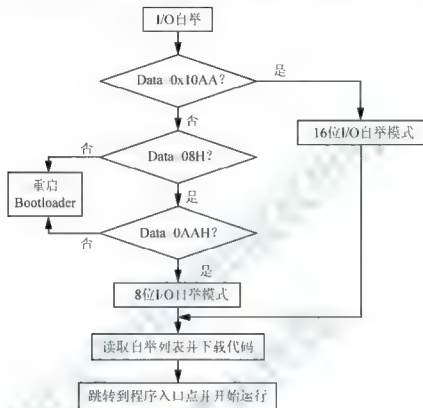 I/O自举
Data 0x10AA?
是
否
16位I/O自举模式
Data 08H?
否
重启
Bootloader
是
Data 0AAH?
否
是
8位I/O自举模式
读取自举列表并下载代码
跳转到程序入口点并开始运行